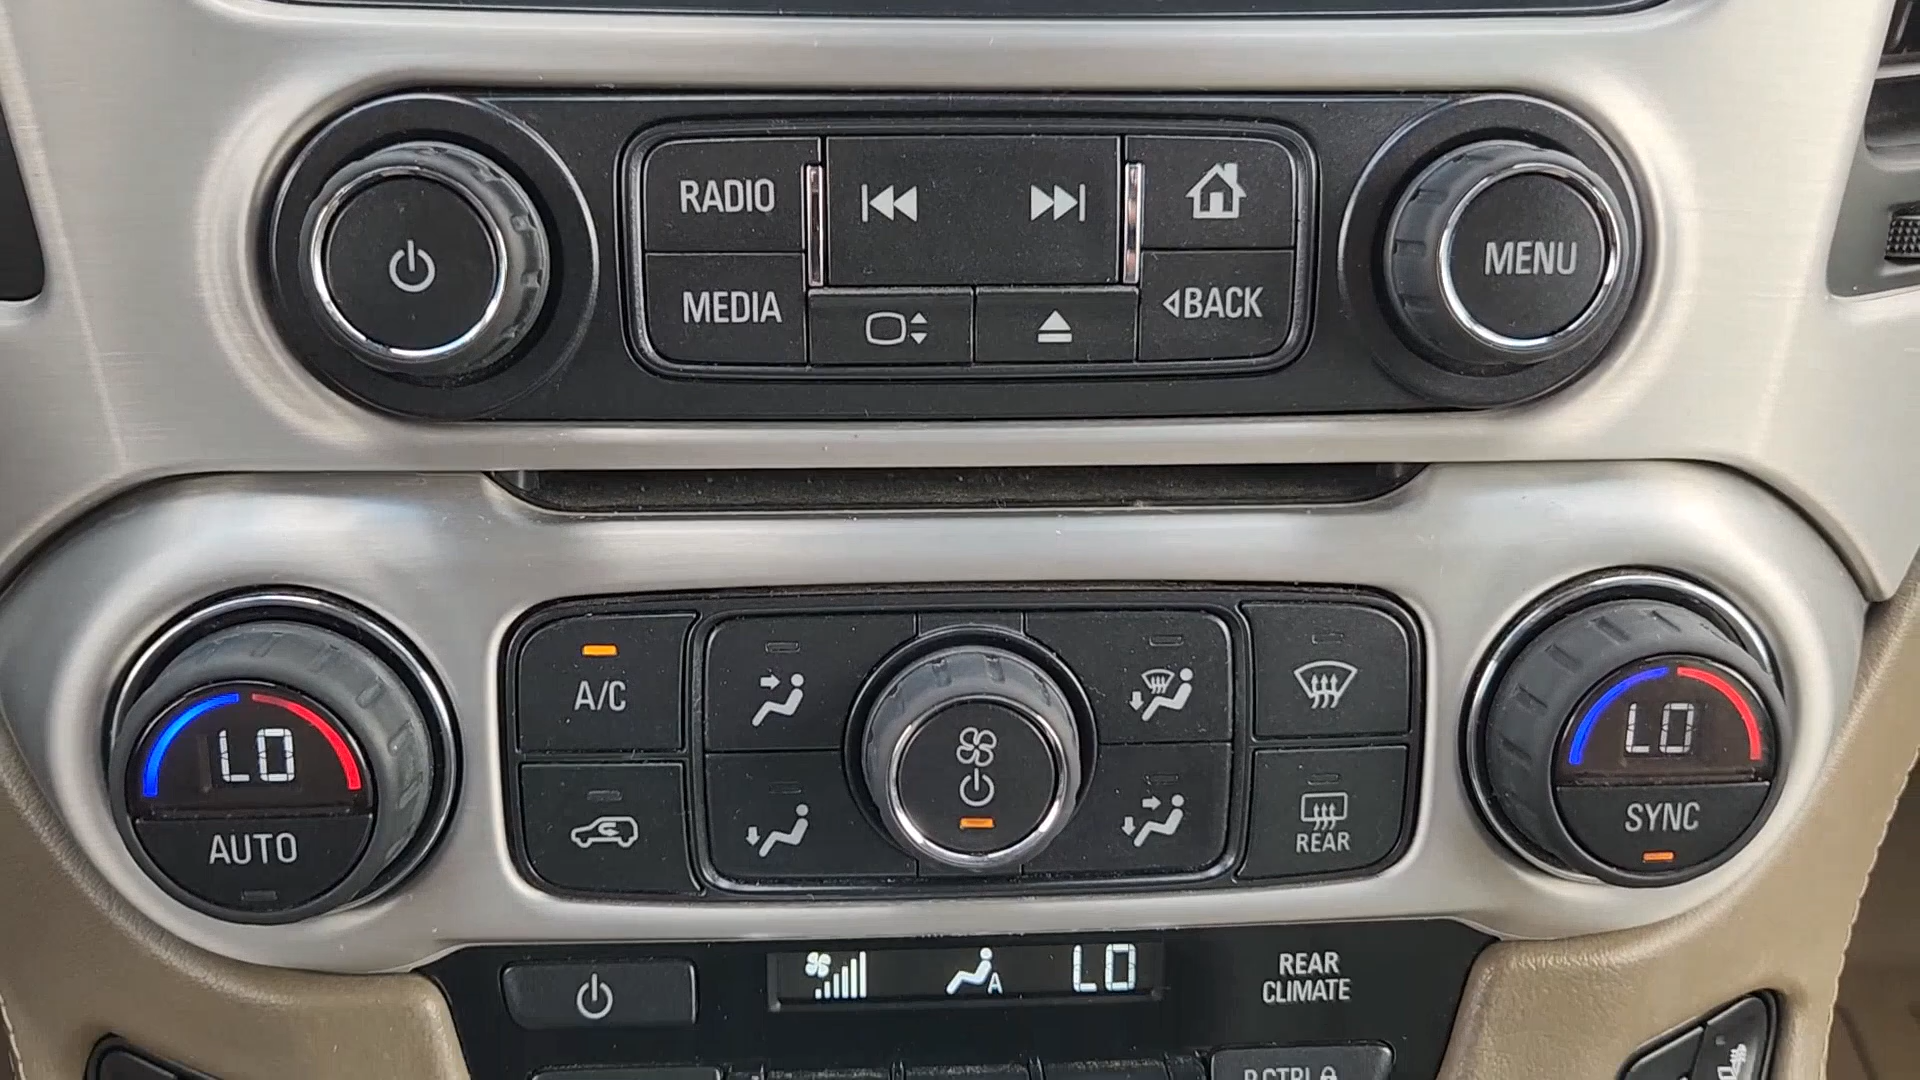 RADIO
MEDIA
BACK
MENU
LO
AUTO
A/C
REAR
LO
SYNC
A
LO
REAR
CLIMATE